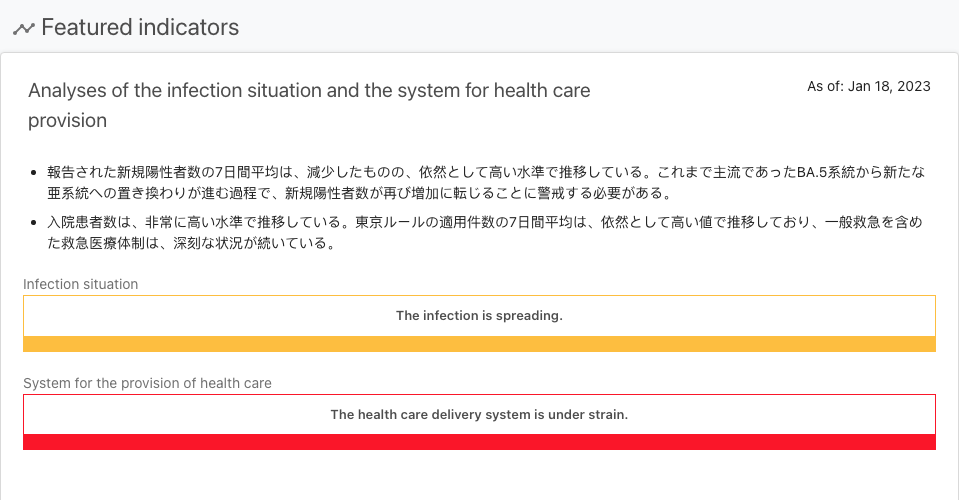 Featured indicators
Analyses of the infection situation and the system for health care
provision
As of: Jan 18, 2023
報告された新規陽性者数の7日間平均は、減少したものの、依然として高い水準で推移している。これまで主流であったBA.5系統から新たな
亜系統への置き換わりが進む過程で、新規陽性者数が再び増加に転じることに警戒する必要がある。
入院患者数は、非常に高い水準で推移している。東京ルールの適用件数の7日間平均は、依然として高い値で推移しており、一般救急を含め
た救急医療体制は、深刻な状況が続いている。
Infection situation
The infection is spreading.
System for the provision of health care
The health care delivery system is under strain.